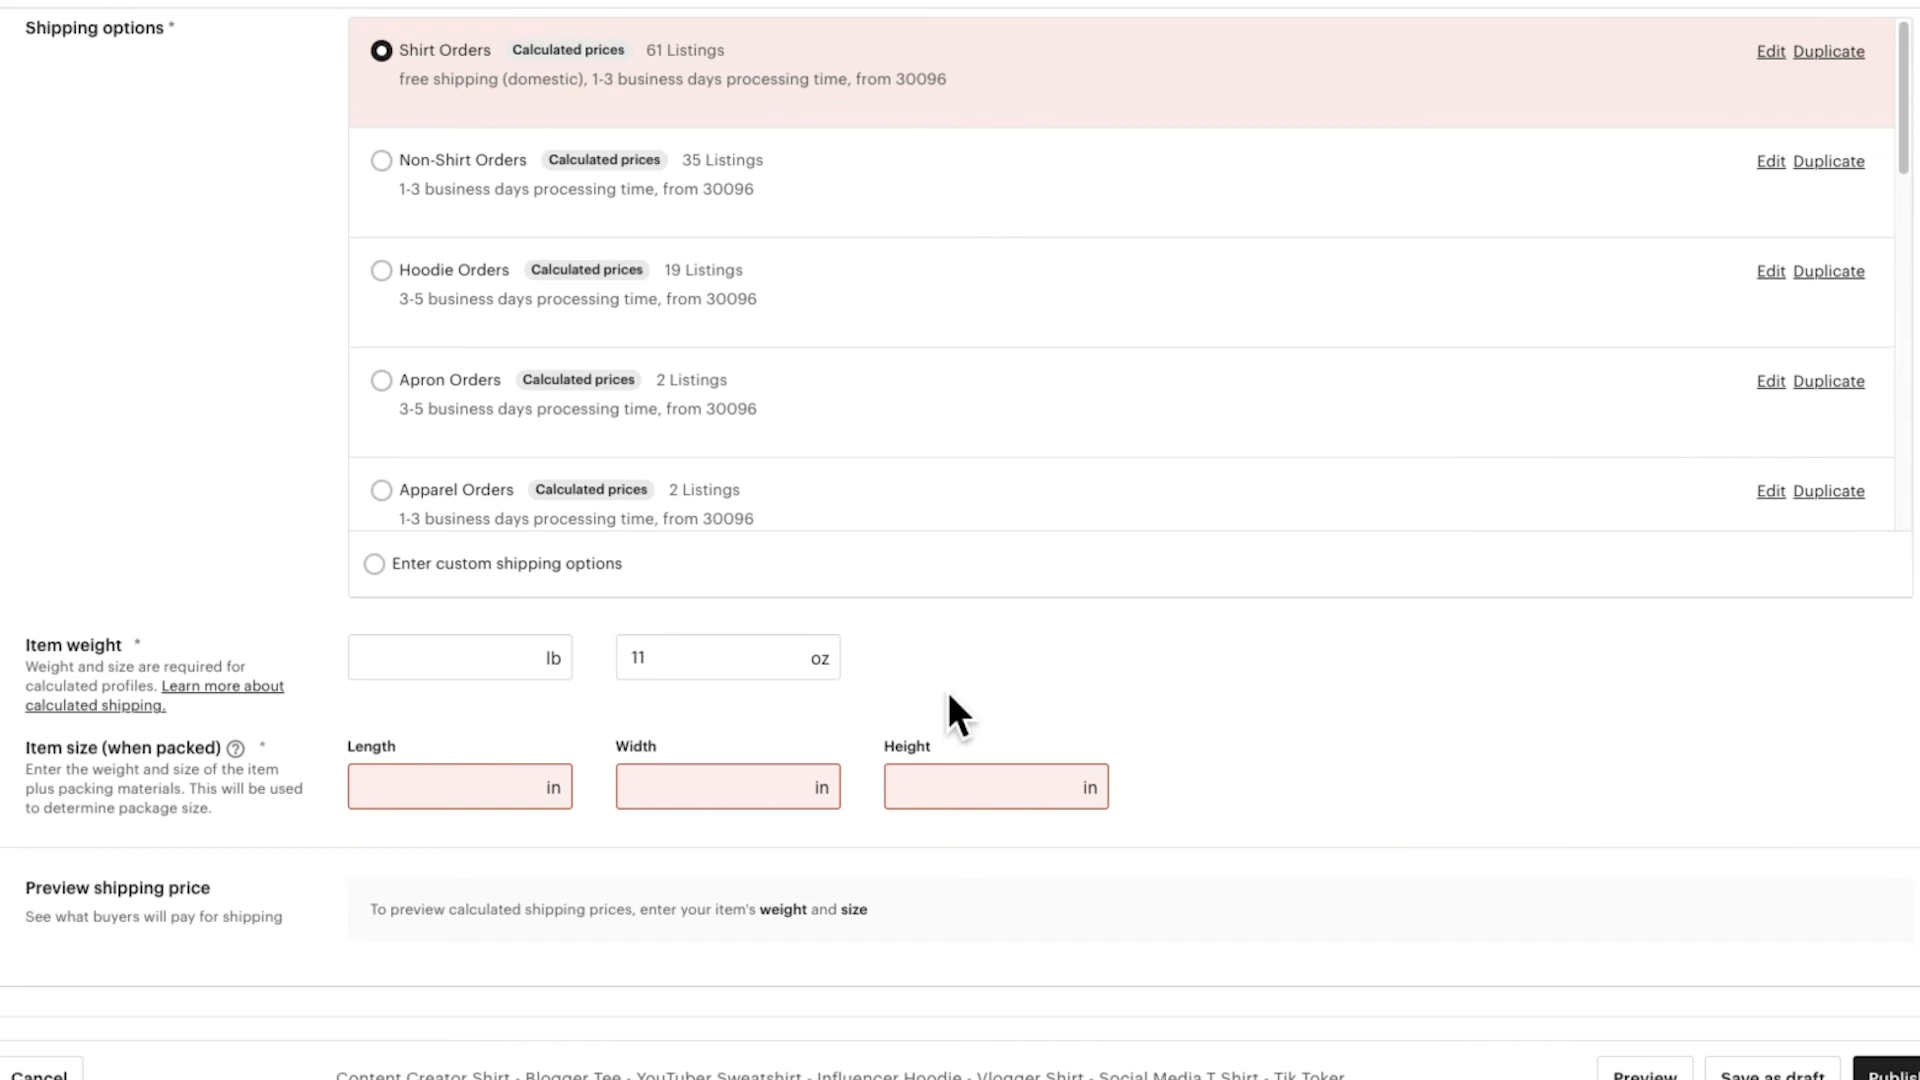 Shipping options *
Shirt Orders Calculated prices 61 Listings
Edit Duplicate
free shipping (domestic), 1-3 business days processing time, from 30096
Non-Shirt Orders Calculated prices 35 Listings
Edit Duplicate
1-3 business days processing time, from 30096
Hoodie Orders Calculated prices 19 Listings
Edit Duplicate
3-5 business days processing time, from 30096
Apron Orders Calculated prices 2 Listings
Edit Duplicate
3-5 business days processing time, from 30096
Apparel Orders Calculated prices 2 Listings
Edit Duplicate
1-3 business days processing time, from 30096
Enter custom shipping options
Item weight *
Weight and size are required for
calculated profiles. Learn more about
calculated shipping.
lb
11 oz
Item size (when packed) ? *
Enter the weight and size of the item
plus packing materials. This will be used
to determine package size.
Length
Width
Height
in
in
in
Preview shipping price
See what buyers will pay for shipping
To preview calculated shipping prices, enter your item's weight and size
Cancel
Content Creator Shirt - Blogger Tee - YouTuber Sweatshirt - Influencer Hoodie - Vlogger Shirt - Social Media T Shirt - Tik Toker
Preview
Save as draft
Publis